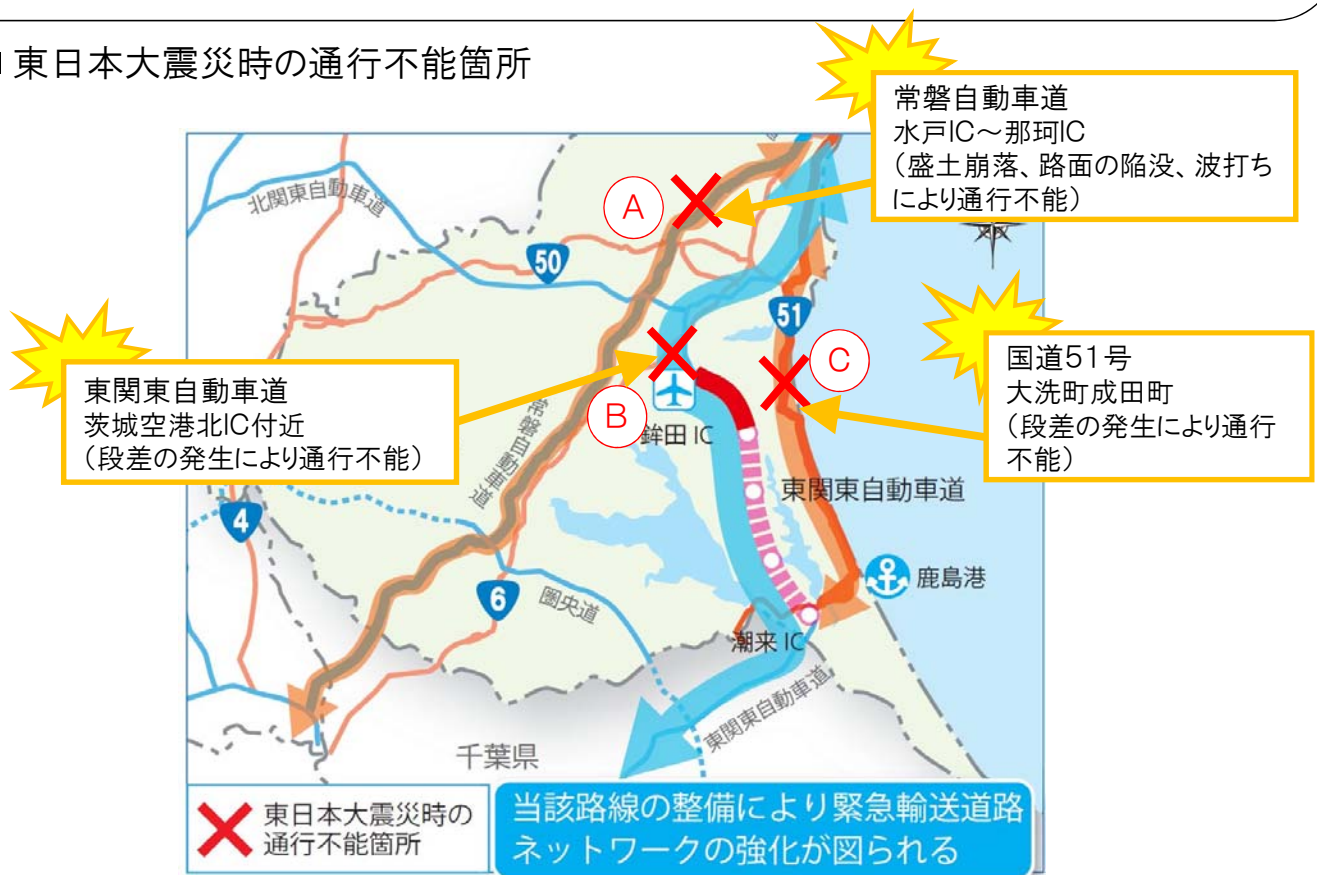 東日本大震災時の通行不能箇所
常磐自動車道
水戸IC～那珂IC
（盛土崩落、路面の陥没、波打ち
により通行不能）
北関東自動車道
A
50
51
国道51号
大洗町成田町
（段差の発生により通行
不能）
C
東関東自動車道
茨城空港北IC付近
（段差の発生により通行不能）
B
鉾田 IC
常磐自動車道
東関東自動車道
4
6
圏央道
鹿島港
潮来 IC
東関東自動車道
千葉県
東日本大震災時の
通行不能箇所
当該路線の整備により緊急輸送道路
ネットワークの強化が図られる